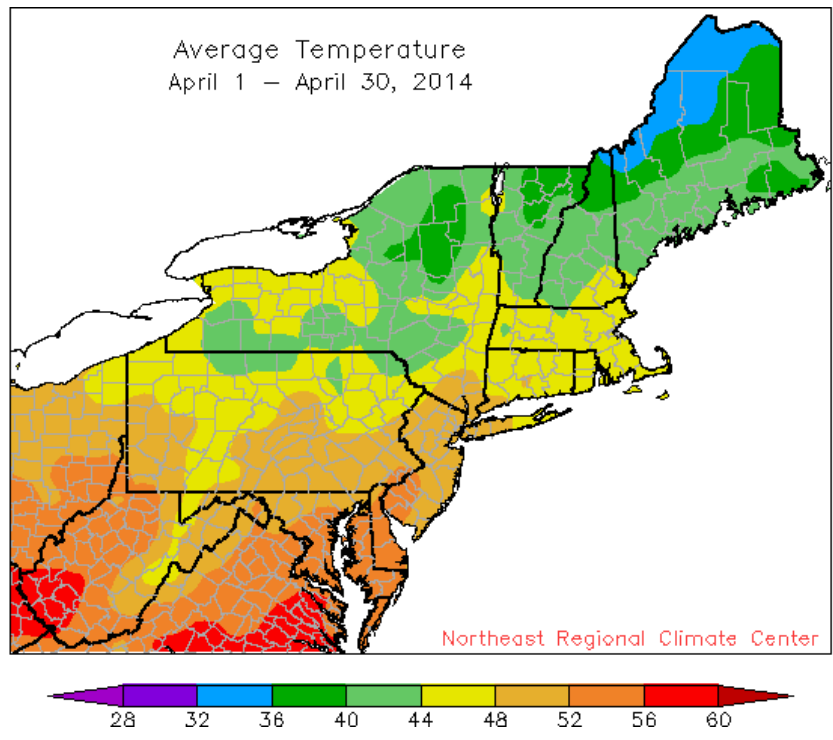 Average Temperature
April 1 – April 30, 2014
Northeast Regional Climate Center
28 32 36 40 44 48 52 56 60